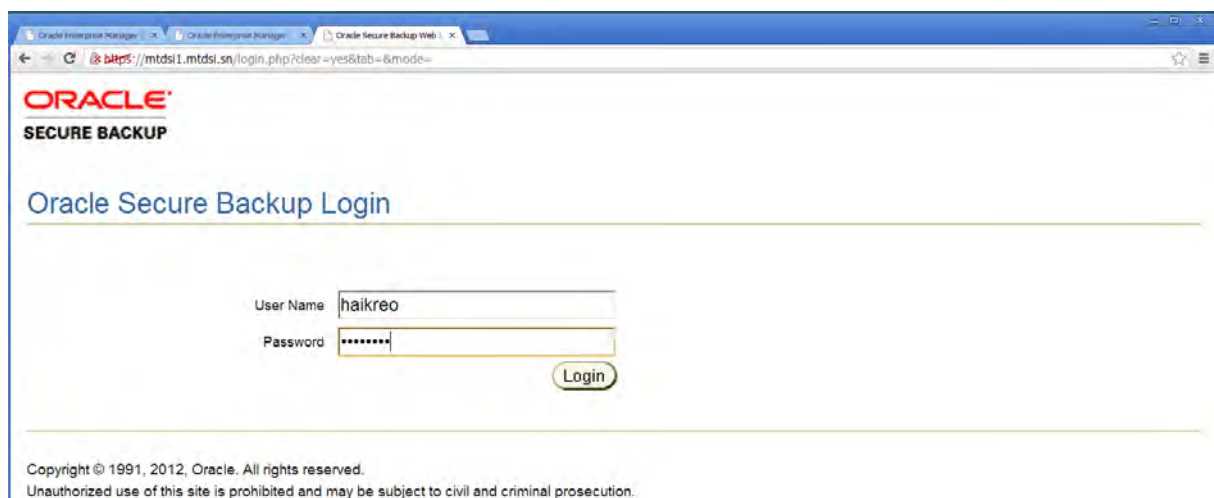 Oracle Enterprise Manager
Oracle Enterprise Manager
Oracle Secure Backup Web
https://mtdsi1.mtdsi.sn/login.php?clear=yes&tab=&mode=
ORACLE
SECURE BACKUP
Oracle Secure Backup Login
User Name haikreo
Password ••••••••
Login
Copyright © 1991, 2012, Oracle. All rights reserved.
Unauthorized use of this site is prohibited and may be subject to civil and criminal prosecution.